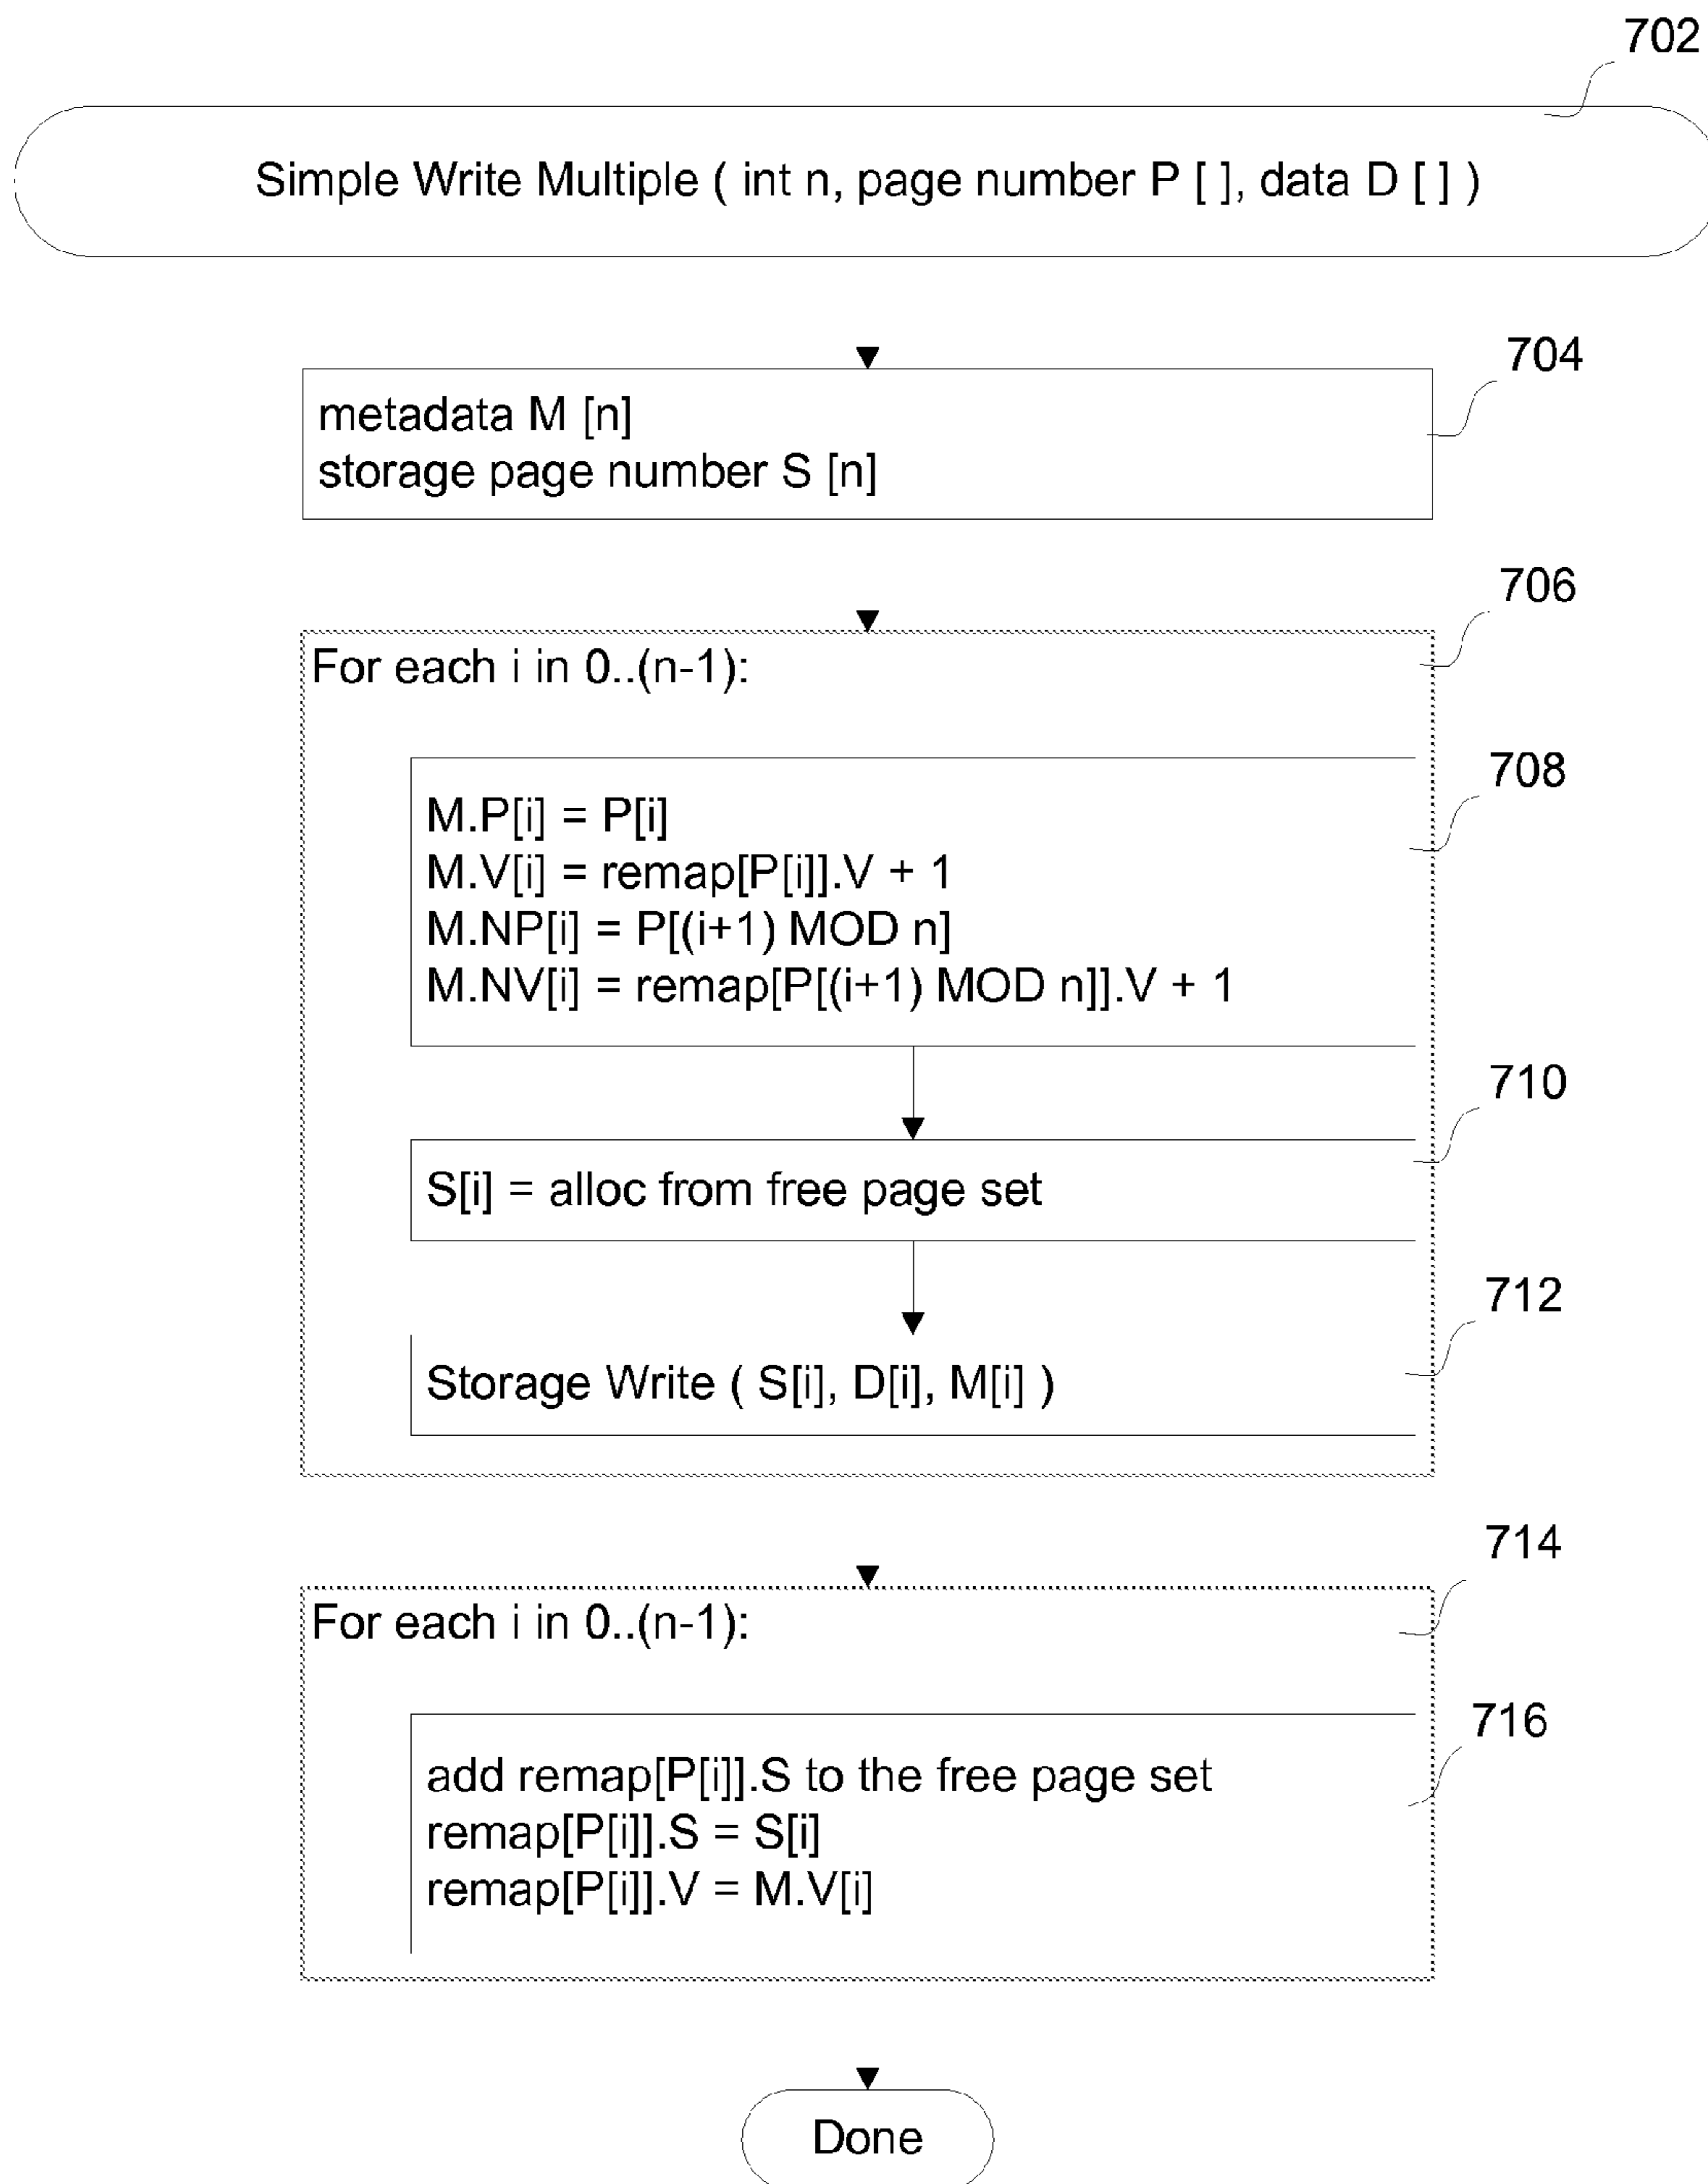 702
Simple Write Multiple ( int n, page number P [ ], data D [ ] )
704
metadata M [n]
storage page number S [n]
706
For each i in 0..(n-1):
708
M.P[i] = P[i]
M.V[i] = remap[P[i]].V + 1
M.NP[i] = P[(i+1) MOD n]
M.NV[i] = remap[P[(i+1) MOD n]].V + 1
710
S[i] = alloc from free page set
712
Storage Write ( S[i], D[i], M[i] )
714
For each i in 0..(n-1):
716
add remap[P[i]].S to the free page set
remap[P[i]].S = S[i]
remap[P[i]].V = M.V[i]
Done